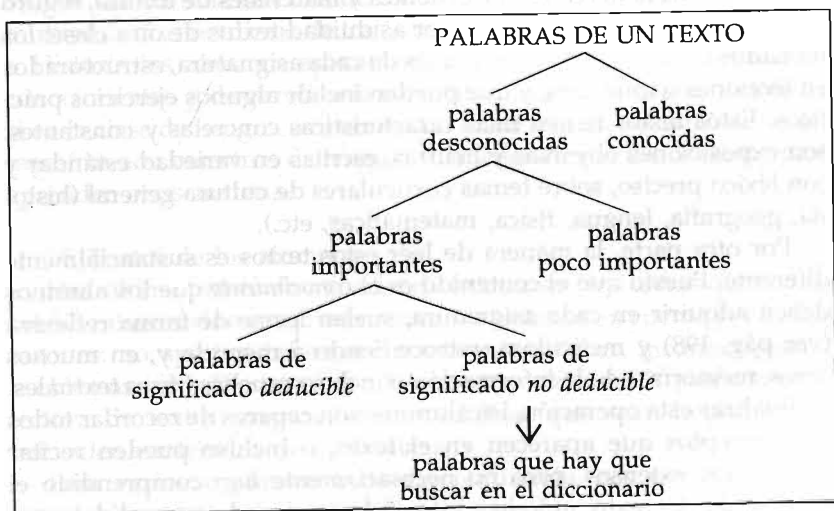 PALABRAS DE UN TEXTO
palabras desconocidas
palabras conocidas
palabras importantes
palabras poco importantes
palabras de significado deducible
palabras de significado no deducible
palabras que hay que buscar en el diccionario